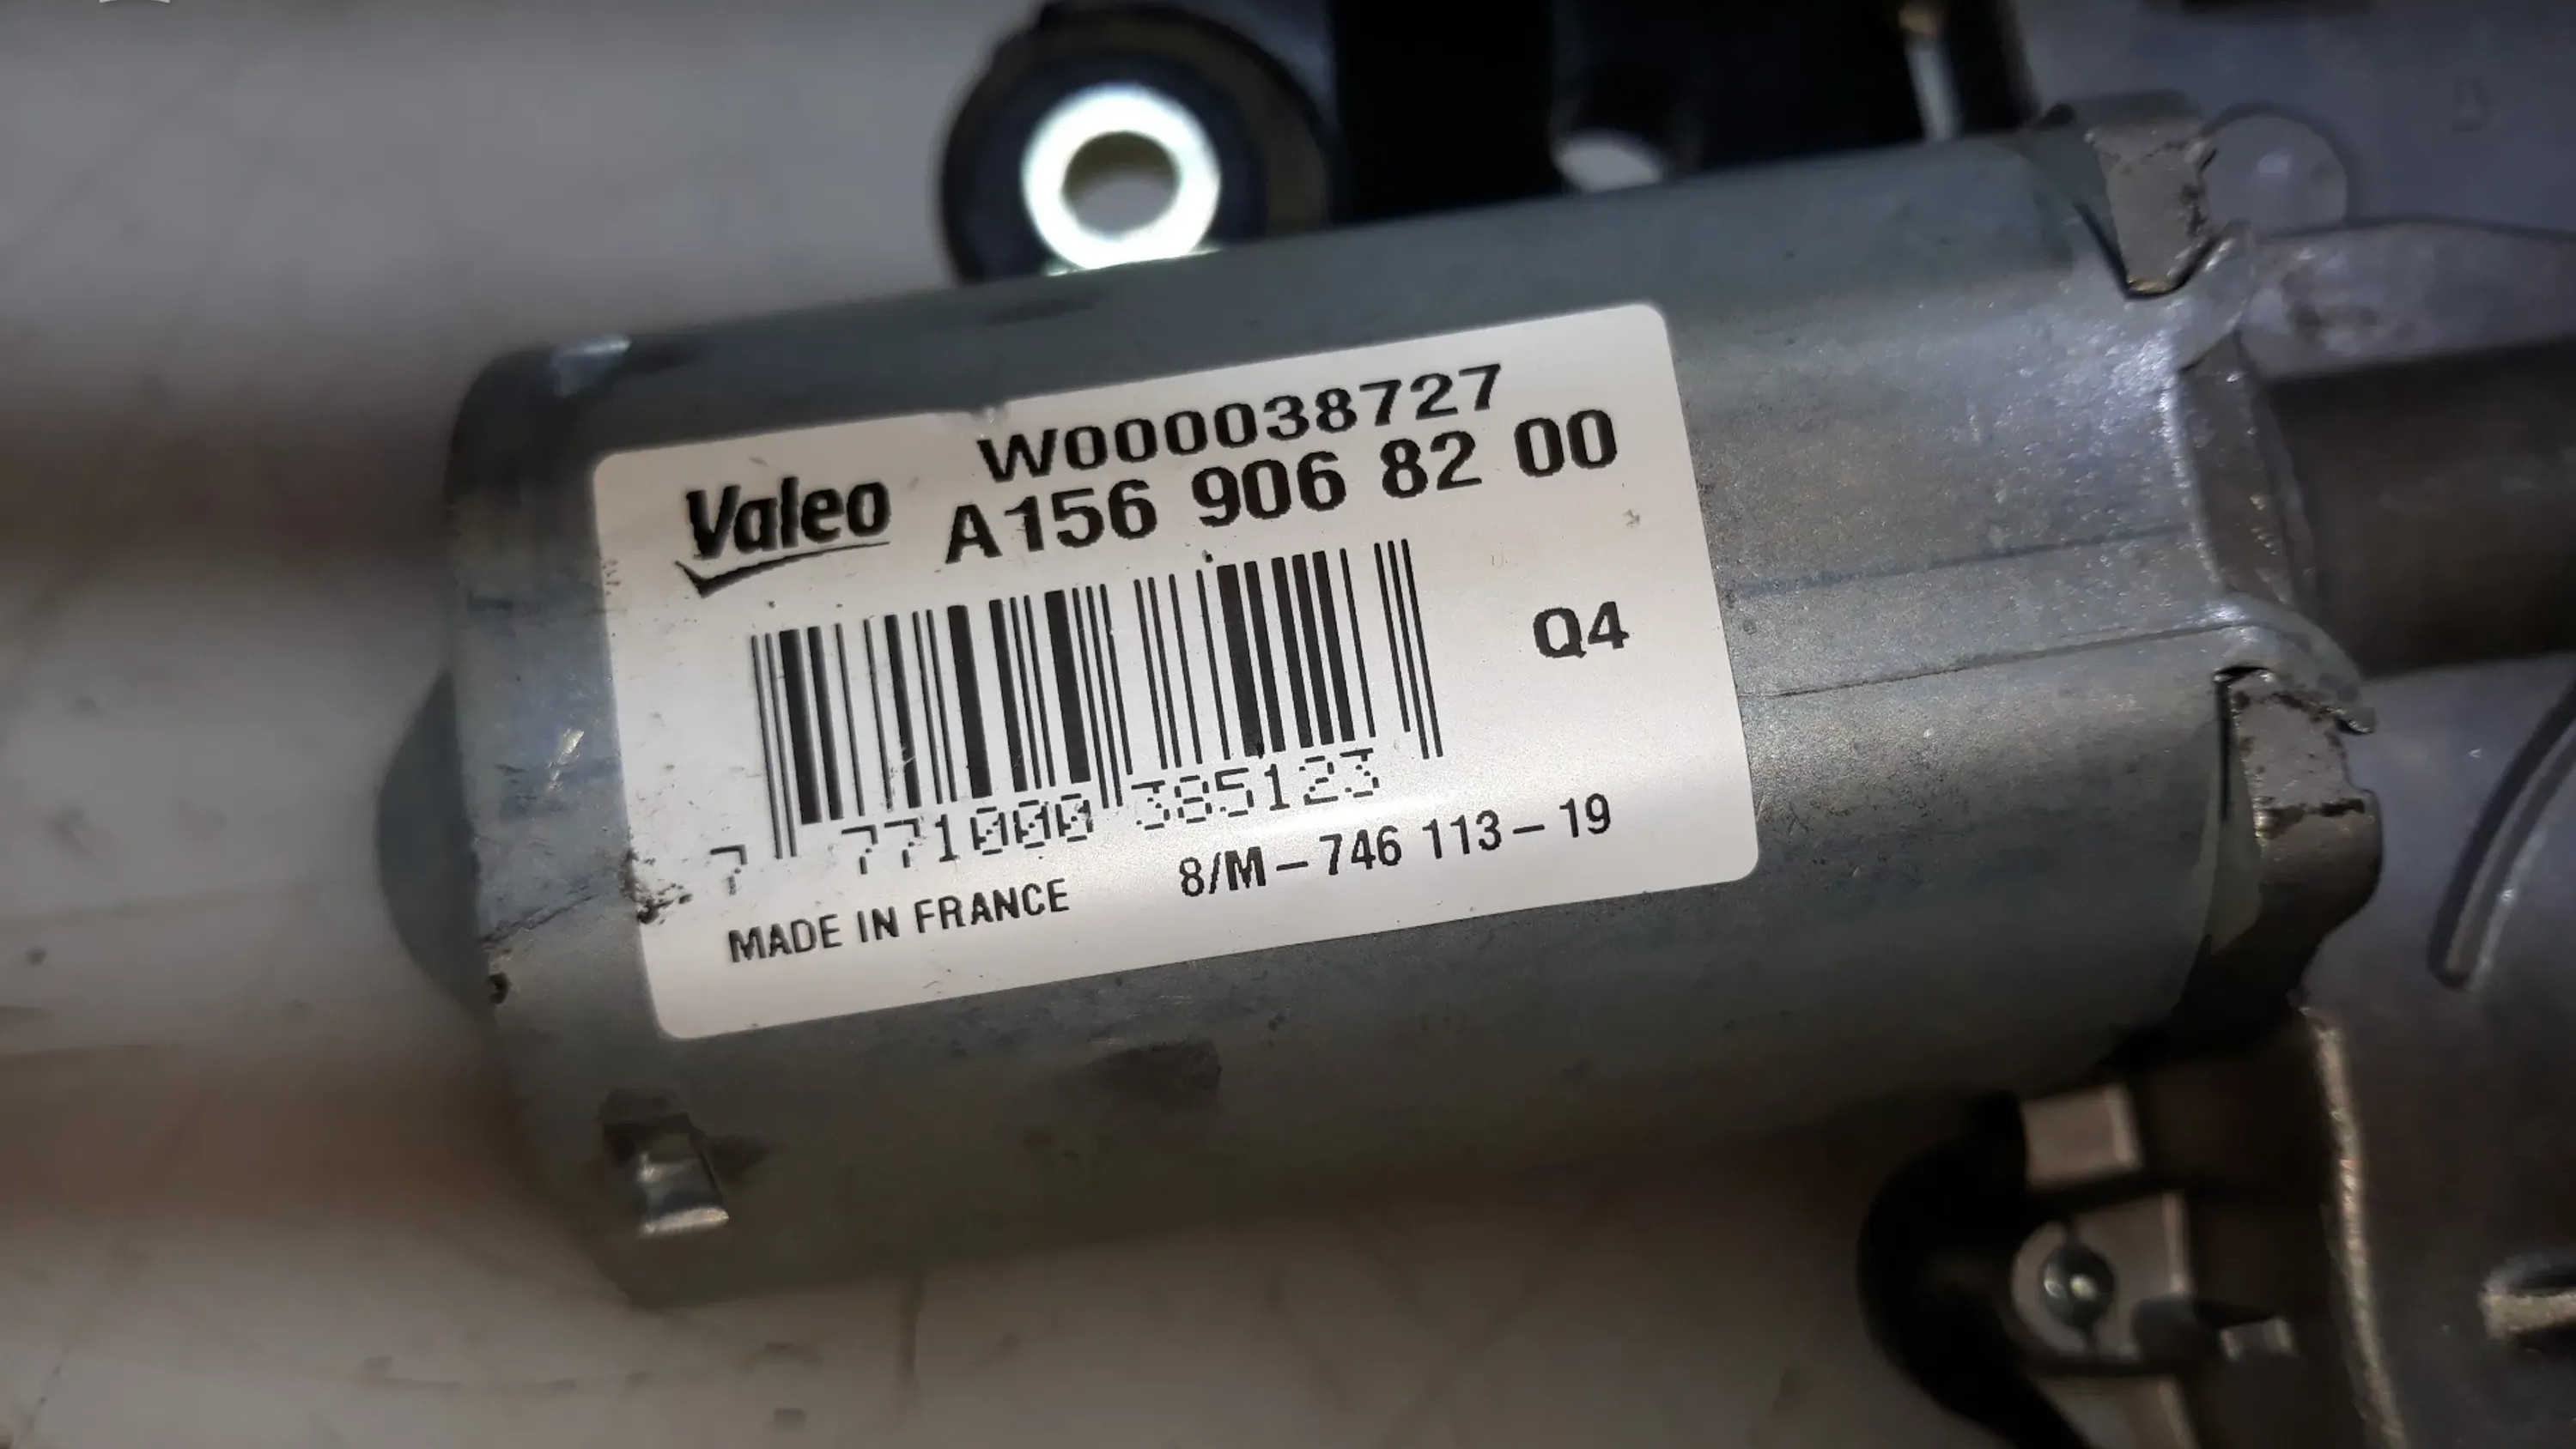 W000038727
Valeo A156 906 82 00
Q4
7 771000 385123
8/M-746 113-19
MADE IN FRANCE